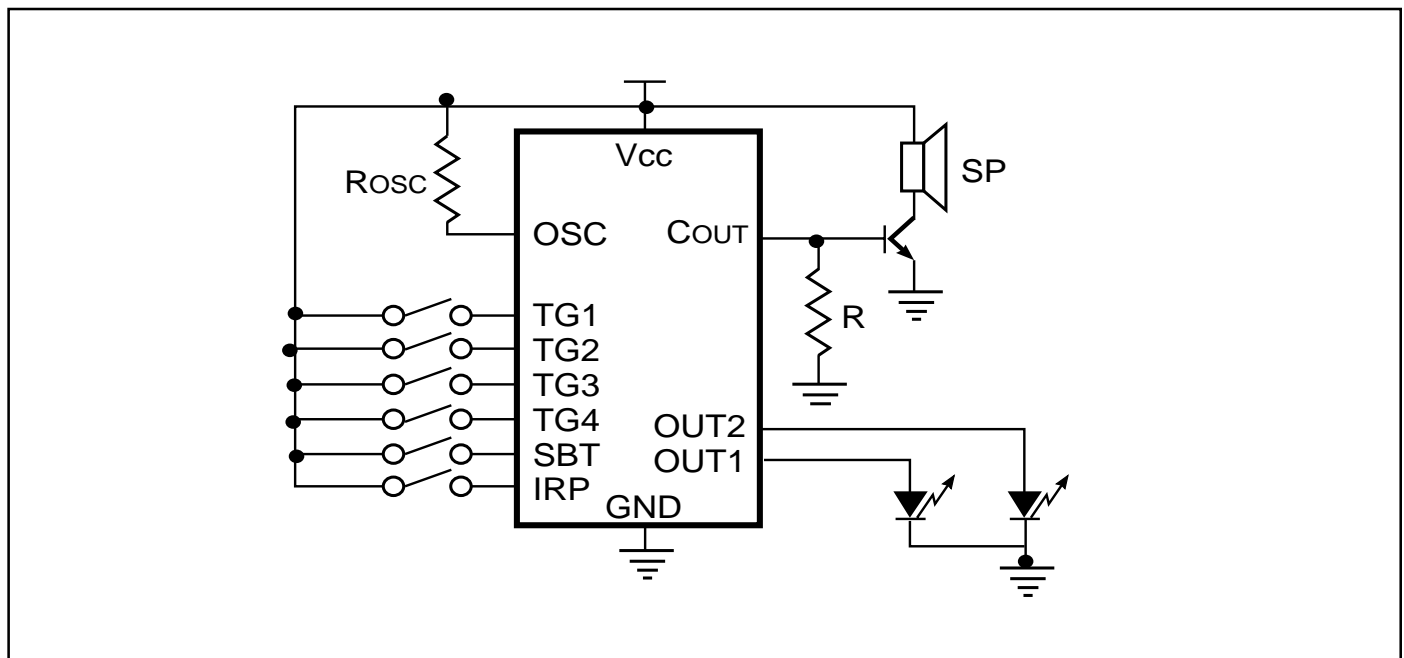 Vcc
ROSC
SP
OSC
COUT
TG1
R
TG2
TG3
TG4
OUT2
SBT
OUT1
IRP
GND